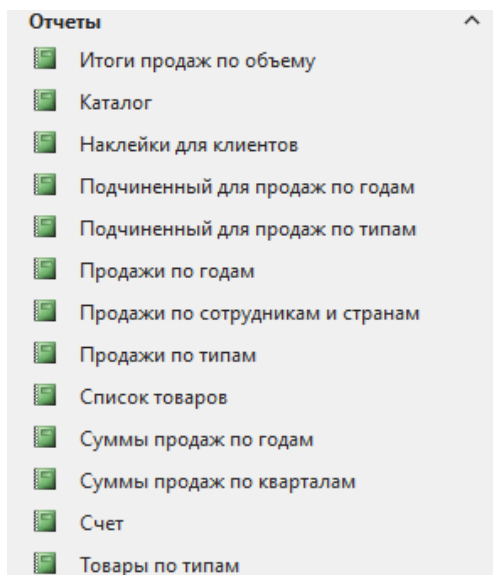 Отчеты
Итоги продаж по объему
Каталог
Наклейки для клиентов
Подчиненный для продаж по годам
Подчиненный для продаж по типам
Продажи по годам
Продажи по сотрудникам и странам
Продажи по типам
Список товаров
Суммы продаж по годам
Суммы продаж по кварталам
Счет
Товары по типам